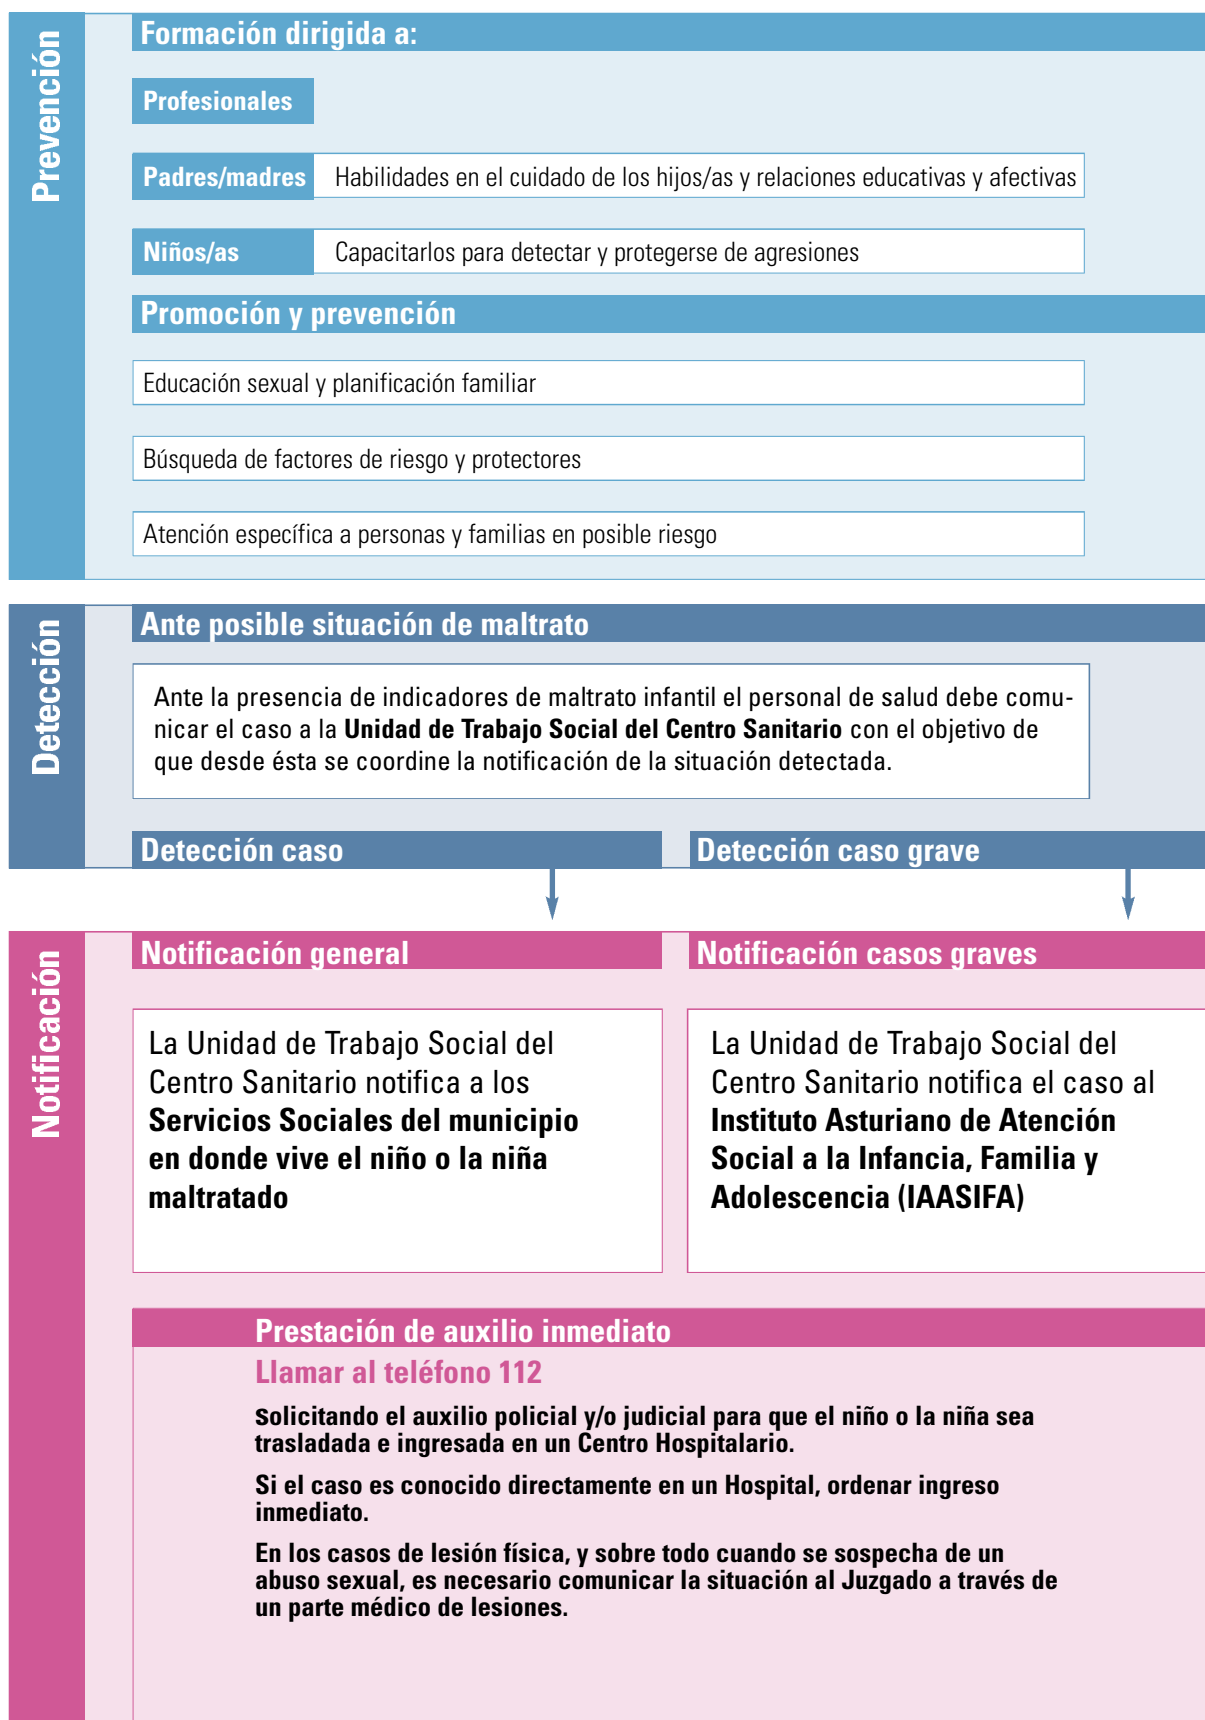 Prevención
Formación dirigida a:
Profesionales
Padres/madres Habilidades en el cuidado de los hijos/as y relaciones educativas y afectivas
Niños/as Capacitarlos para detectar y protegerse de agresiones
Promoción y prevención
Educación sexual y planificación familiar
Búsqueda de factores de riesgo y protectores
Atención específica a personas y familias en posible riesgo
Detección
Ante posible situación de maltrato
Ante la presencia de indicadores de maltrato infantil el personal de salud debe comu-
nicar el caso a la Unidad de Trabajo Social del Centro Sanitario con el objetivo de
que desde ésta se coordine la notificación de la situación detectada.
Detección caso
Detección caso grave
Notificación
Notificación general
La Unidad de Trabajo Social del
Centro Sanitario notifica a los
Servicios Sociales del municipio
en donde vive el niño o la niña
maltratado
Notificación casos graves
La Unidad de Trabajo Social del
Centro Sanitario notifica el caso al
Instituto Asturiano de Atención
Social a la Infancia, Familia y
Adolescencia (IAASIFA)
Prestación de auxilio inmediato
Llamar al teléfono 112
Solicitando el auxilio policial y/o judicial para que el niño o la niña sea
trasladada e ingresada en un Centro Hospitalario.
Si el caso es conocido directamente en un Hospital, ordenar ingreso
inmediato.
En los casos de lesión física, y sobre todo cuando se sospecha de un
abuso sexual, es necesario comunicar la situación al Juzgado a través de
un parte médico de lesiones.